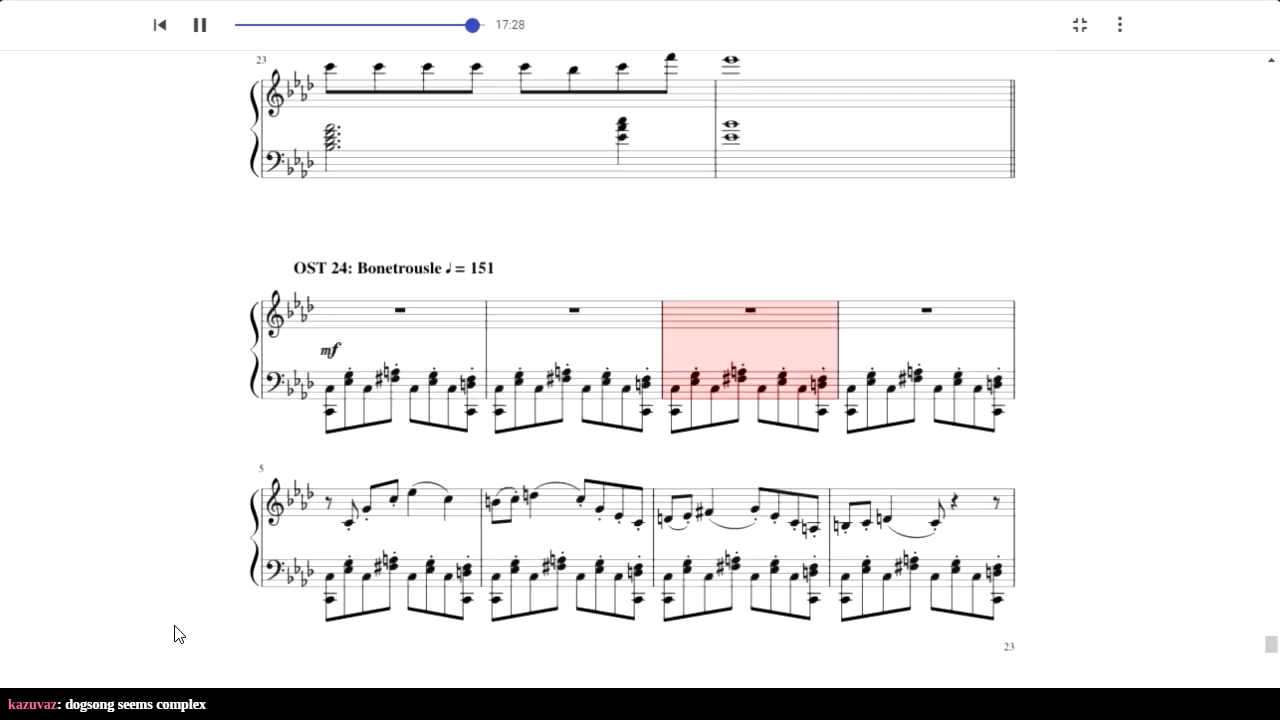 17:28
23
OST 24: Bonetrousle ♩ = 151
mf
5
23
kazuvaz: dogsong seems complex